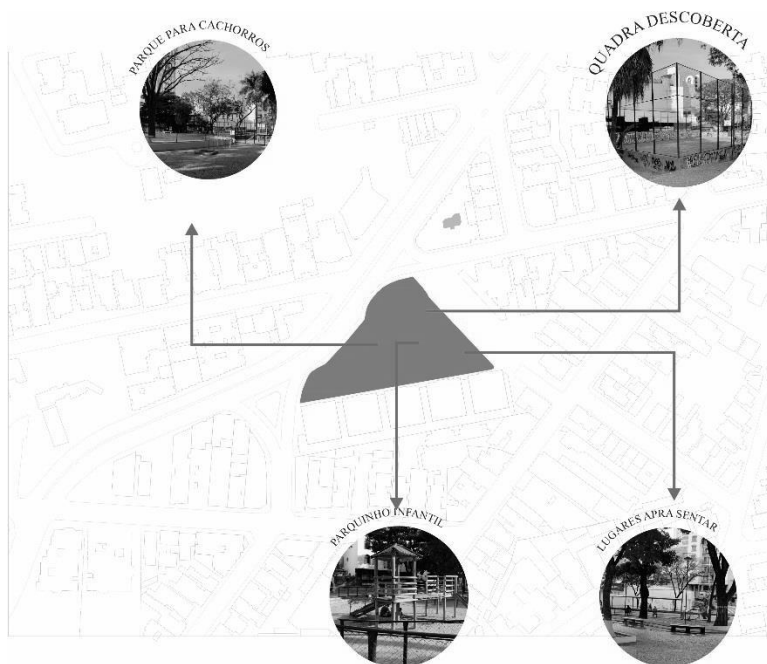 PARQUE PARA CACHORROS
QUADRA DESCOBERTA
PARQUINHO INFANTIL
LUGARES APRA SENTAR